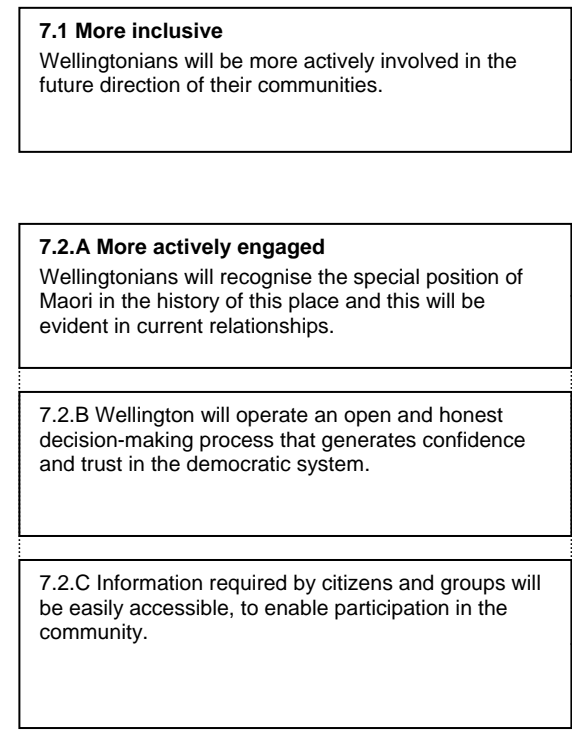 7.1 More inclusive
Wellingtonians will be more actively involved in the
future direction of their communities.
7.2.A More actively engaged
Wellingtonians will recognise the special position of
Maori in the history of this place and this will be
evident in current relationships.
7.2.B Wellington will operate an open and honest
decision-making process that generates confidence
and trust in the democratic system.
7.2.C Information required by citizens and groups will
be easily accessible, to enable participation in the
community.